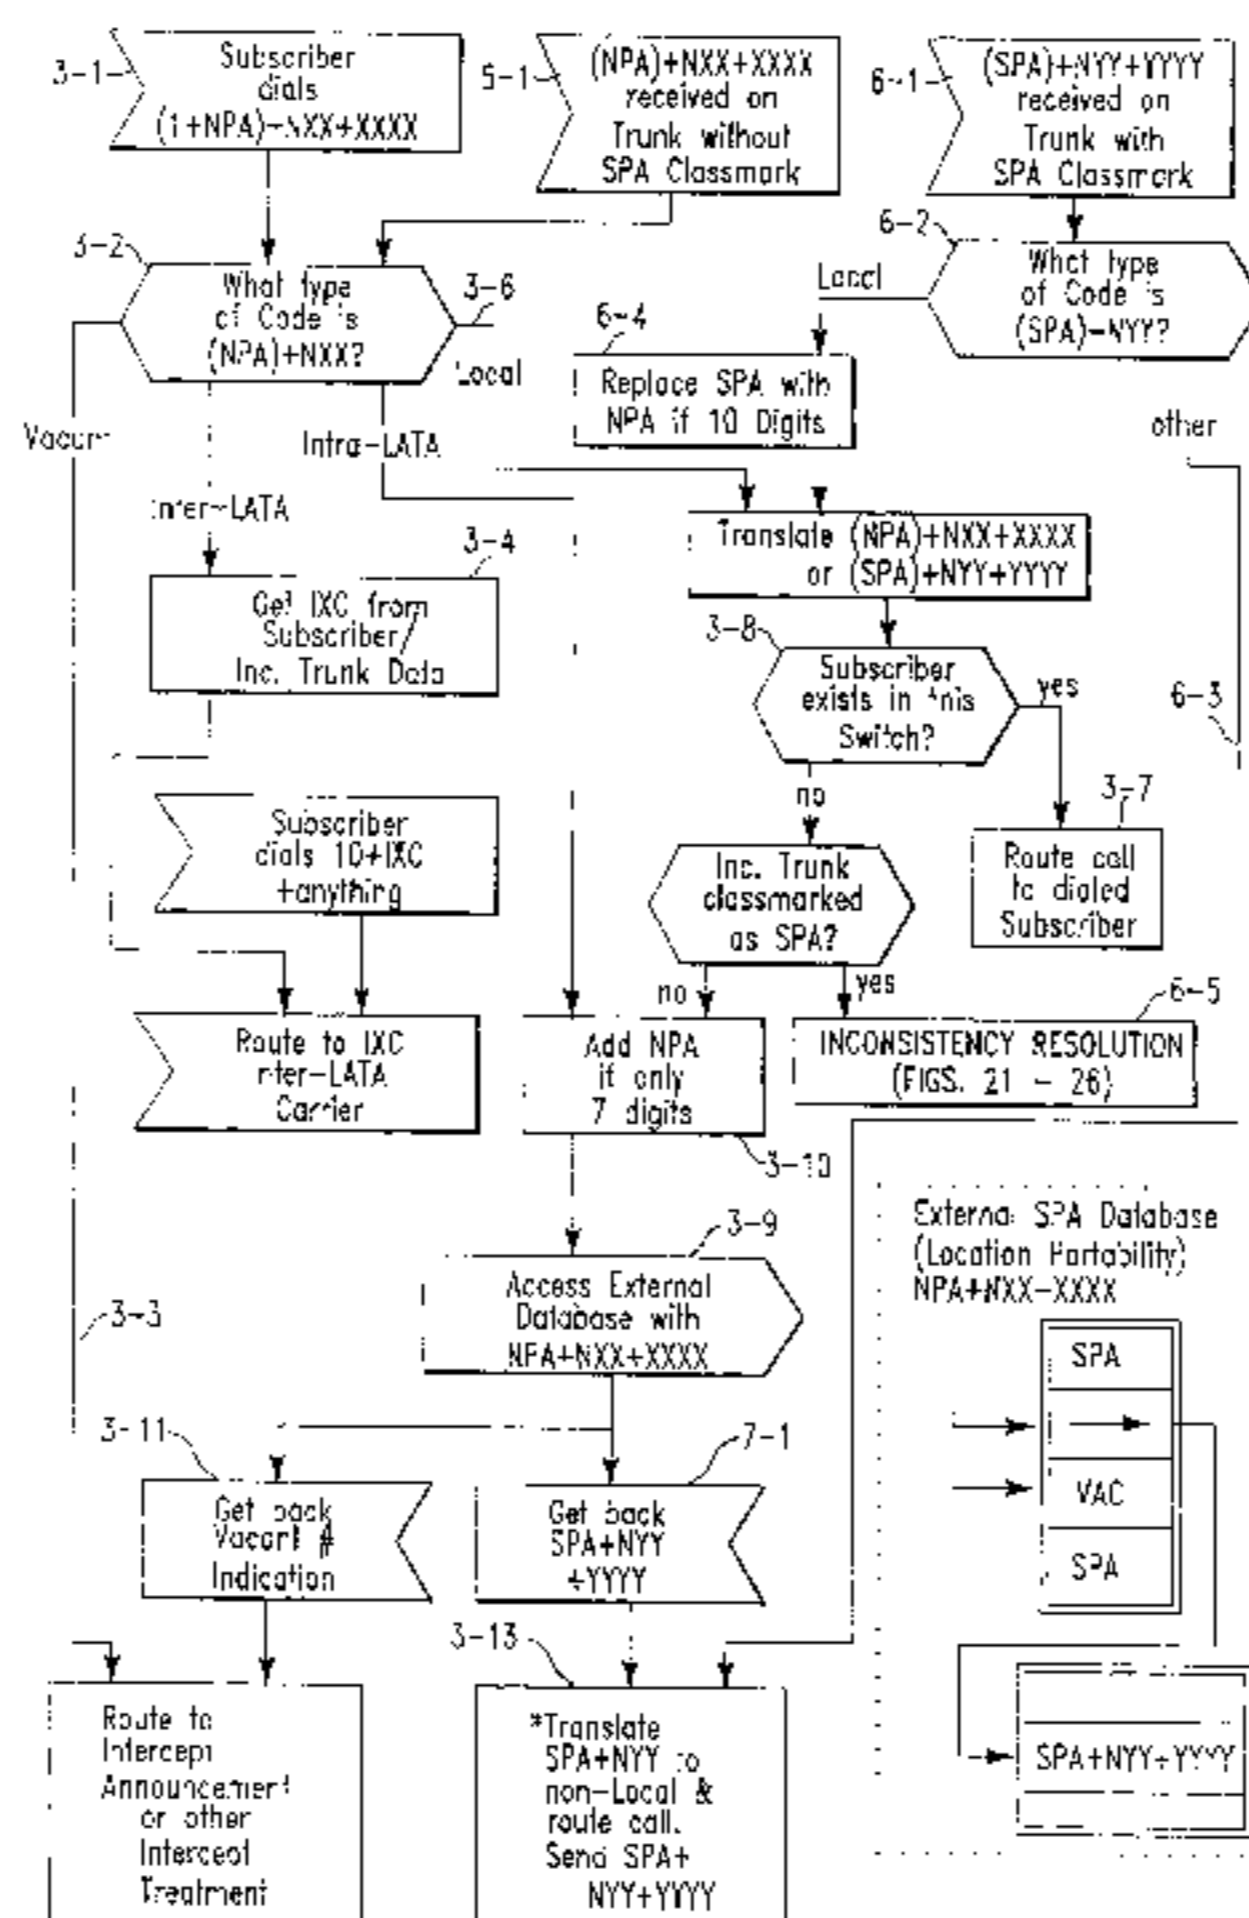 3-1
Subscriber
dials
(1+NPA)-NXX+XXXX
5-1
(NPA)+NXX+XXXX
received on
Trunk without
SPA Classmark
6-1
(SPA)+NYY+YYYY
received on
Trunk with
SPA Classmark
3-2
What type
of Code is
(NPA)+NXX?
3-6
Local
6-2
What type
of Code is
(SPA)-NYY?
Local
6-4
Replace SPA with
NPA if 10 Digits
other
Vacant
Intra-LATA
Inter-LATA
Translate (NPA)+NXX+XXXX
or (SPA)+NYY+YYYY
3-4
Get IXC from
Subscriber/
Inc. Trunk Data
3-8
Subscriber
exists in this
Switch?
yes
no
6-3
3-7
Route call
to dialed
Subscriber
Subscriber
dials 10+IXC
+anything
Inc. Trunk
classmarked
as SPA?
no
yes
6-5
INCONSISTENCY RESOLUTION
(FIGS. 21 - 26)
Route to IXC
nter-LATA
Carrier
Add NPA
if only
7 digits
3-10
3-9
Access External
Database with
NPA+NXX+XXXX
3-3
External SPA Database
(Location Portability)
NPA+NXX-XXXX
SPA
VAC
SPA
SPA+NYY+YYYY
3-11
Get back
Vacant #
Indication
7-1
Get back
SPA+NYY
+YYYY
3-13
Route to
Intercept
Announcement
or other
Intercept
Treatment
*Translate
SPA+NYY to
non-Local &
route call.
Send SPA+
NYY+YYYY